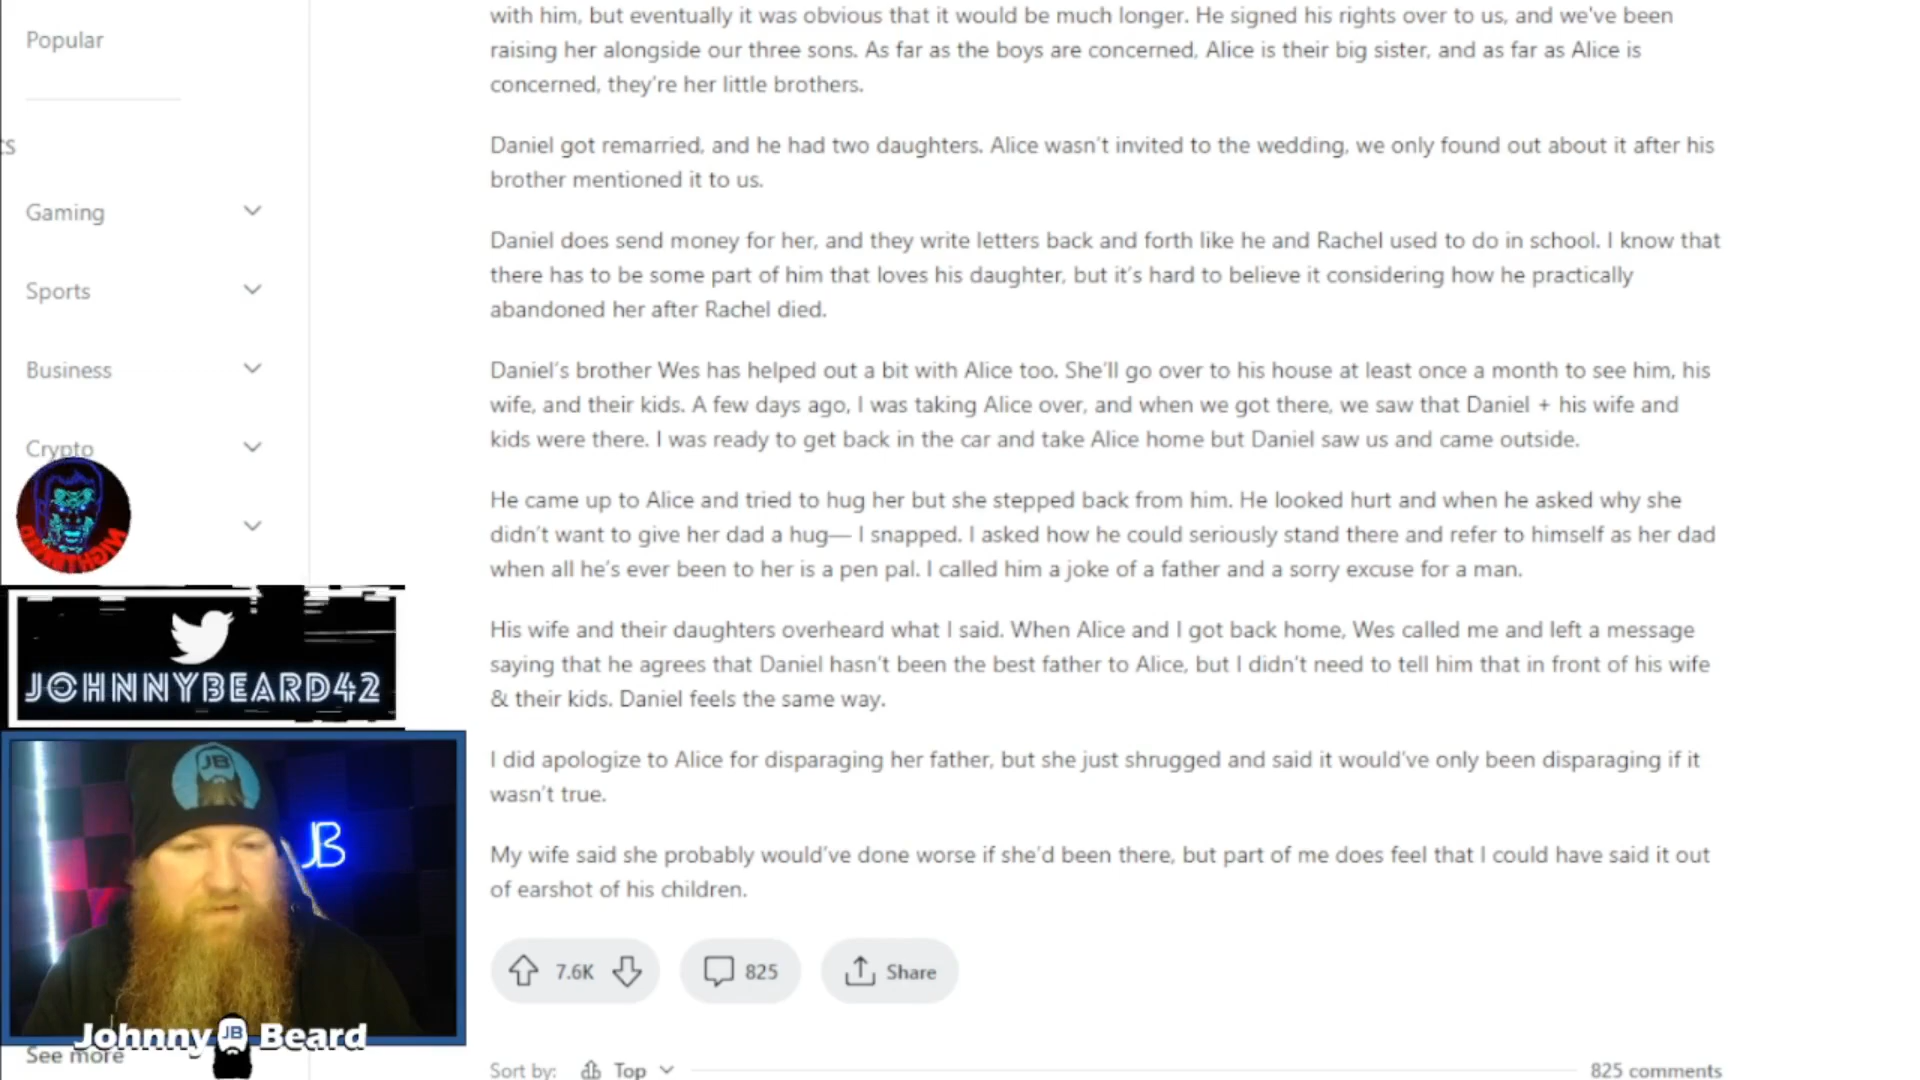 with him, but eventually it was obvious that it would be much longer. He signed his rights over to us, and we've been
raising her alongside our three sons. As far as the boys are concerned, Alice is their big sister, and as far as Alice is
concerned, they're her little brothers.
Daniel got remarried, and he had two daughters. Alice wasn't invited to the wedding, we only found out about it after his
brother mentioned it to us.
Daniel does send money for her, and they write letters back and forth like he and Rachel used to do in school. I know that
there has to be some part of him that loves his daughter, but it's hard to believe it considering how he practically
abandoned her after Rachel died.
Daniel's brother Wes has helped out a bit with Alice too. She'll go over to his house at least once a month to see him, his
wife, and their kids. A few days ago, I was taking Alice over, and when we got there, we saw that Daniel + his wife and
kids were there. I was ready to get back in the car and take Alice home but Daniel saw us and came outside.
He came up to Alice and tried to hug her but she stepped back from him. He looked hurt and when he asked why she
didn't want to give her dad a hug— I snapped. I asked how he could seriously stand there and refer to himself as her dad
when all he's ever been to her is a pen pal. I called him a joke of a father and a sorry excuse for a man.
His wife and their daughters overheard what I said. When Alice and I got back home, Wes called me and left a message
saying that he agrees that Daniel hasn't been the best father to Alice, but I didn't need to tell him that in front of his wife
& their kids. Daniel feels the same way.
I did apologize to Alice for disparaging her father, but she just shrugged and said it would've only been disparaging if it
wasn't true.
My wife said she probably would've done worse if she'd been there, but part of me does feel that I could have said it out
of earshot of his children.
7.6K
825
Share
Sort by:
Top
825 comments
Popular
cs
Gaming
Sports
Business
Crypto
JOHNNYBEARD42
JB
JB
Johnny JB Beard
See more